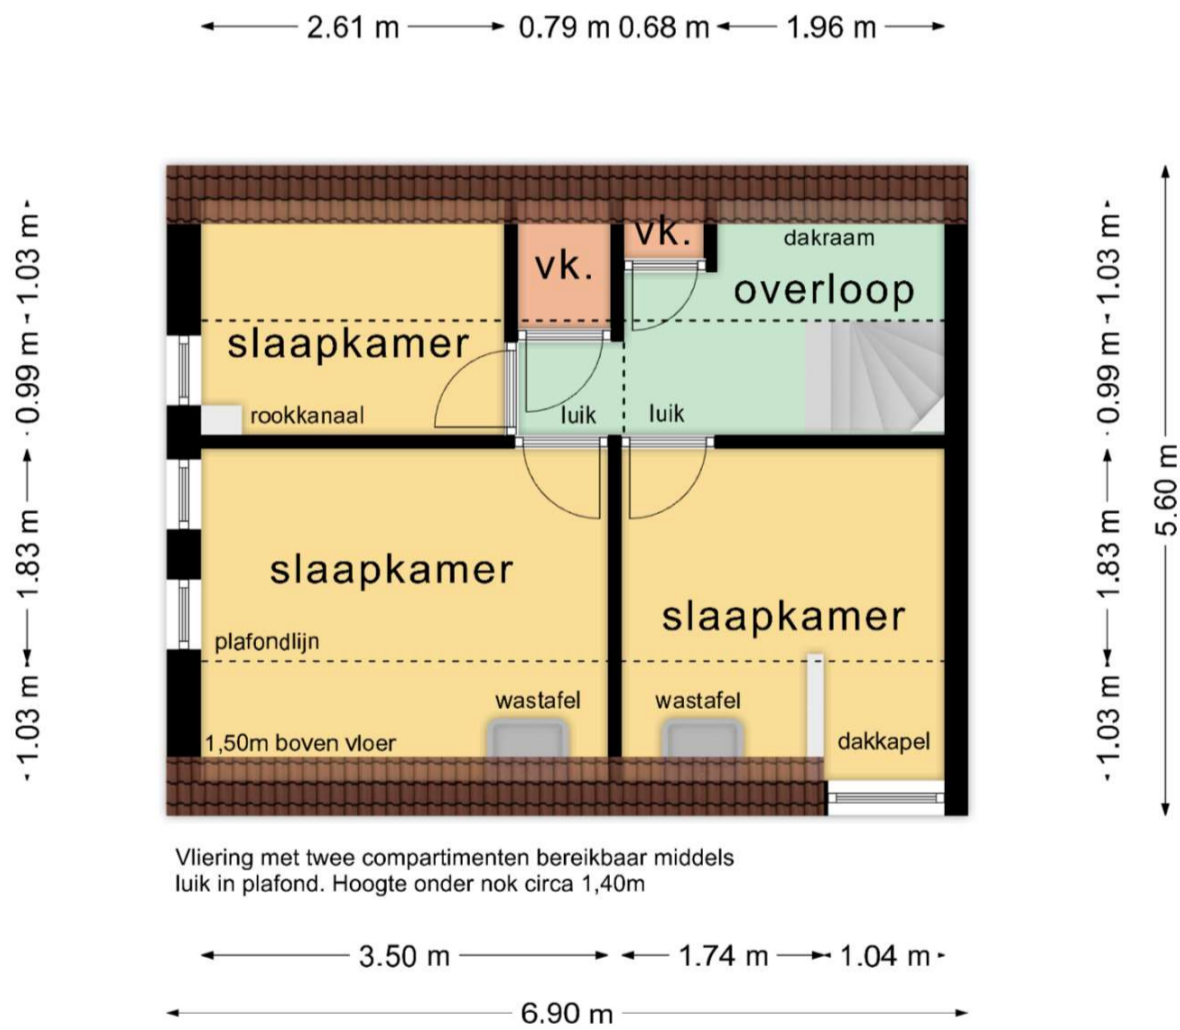 2.61 m 0.79 m 0.68 m 1.96 m
vk.
vk.
dakraam
overloop
slaapkamer
rookkanaal
luik
luik
slaapkamer
slaapkamer
plafondlijn
wastafel
wastafel
1,50m boven vloer
dakkapel
1.03 m
0.99 m
1.83 m
1.03 m
1.03 m
0.99 m
1.83 m
1.03 m
5.60 m
Vliering met twee compartimenten bereikbaar middels
luik in plafond. Hoogte onder nok circa 1,40m
3.50 m 1.74 m 1.04 m
6.90 m